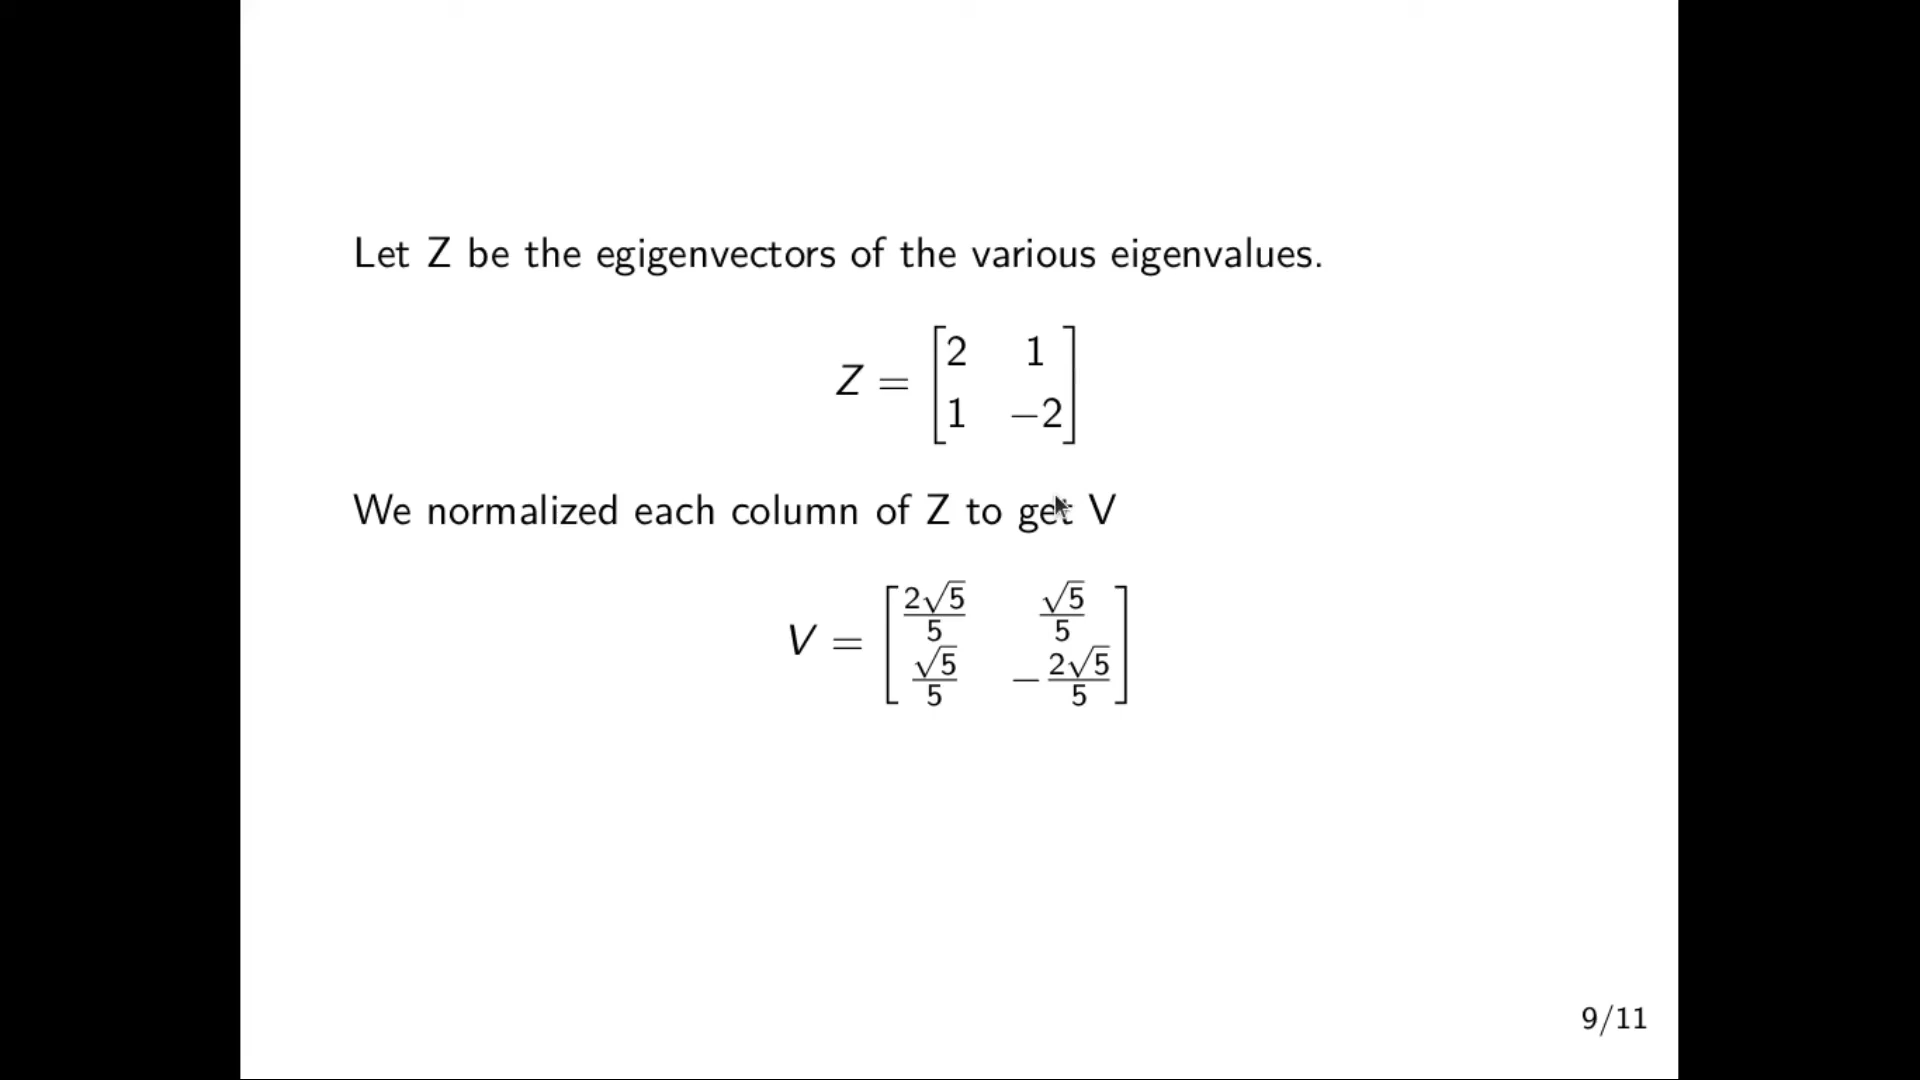 Let Z be the egigenvectors of the various eigenvalues.
Z = [2 1; 1 −2]
We normalized each column of Z to get V
V = [2√5/5 √5/5; √5/5 −2√5/5]
9/11